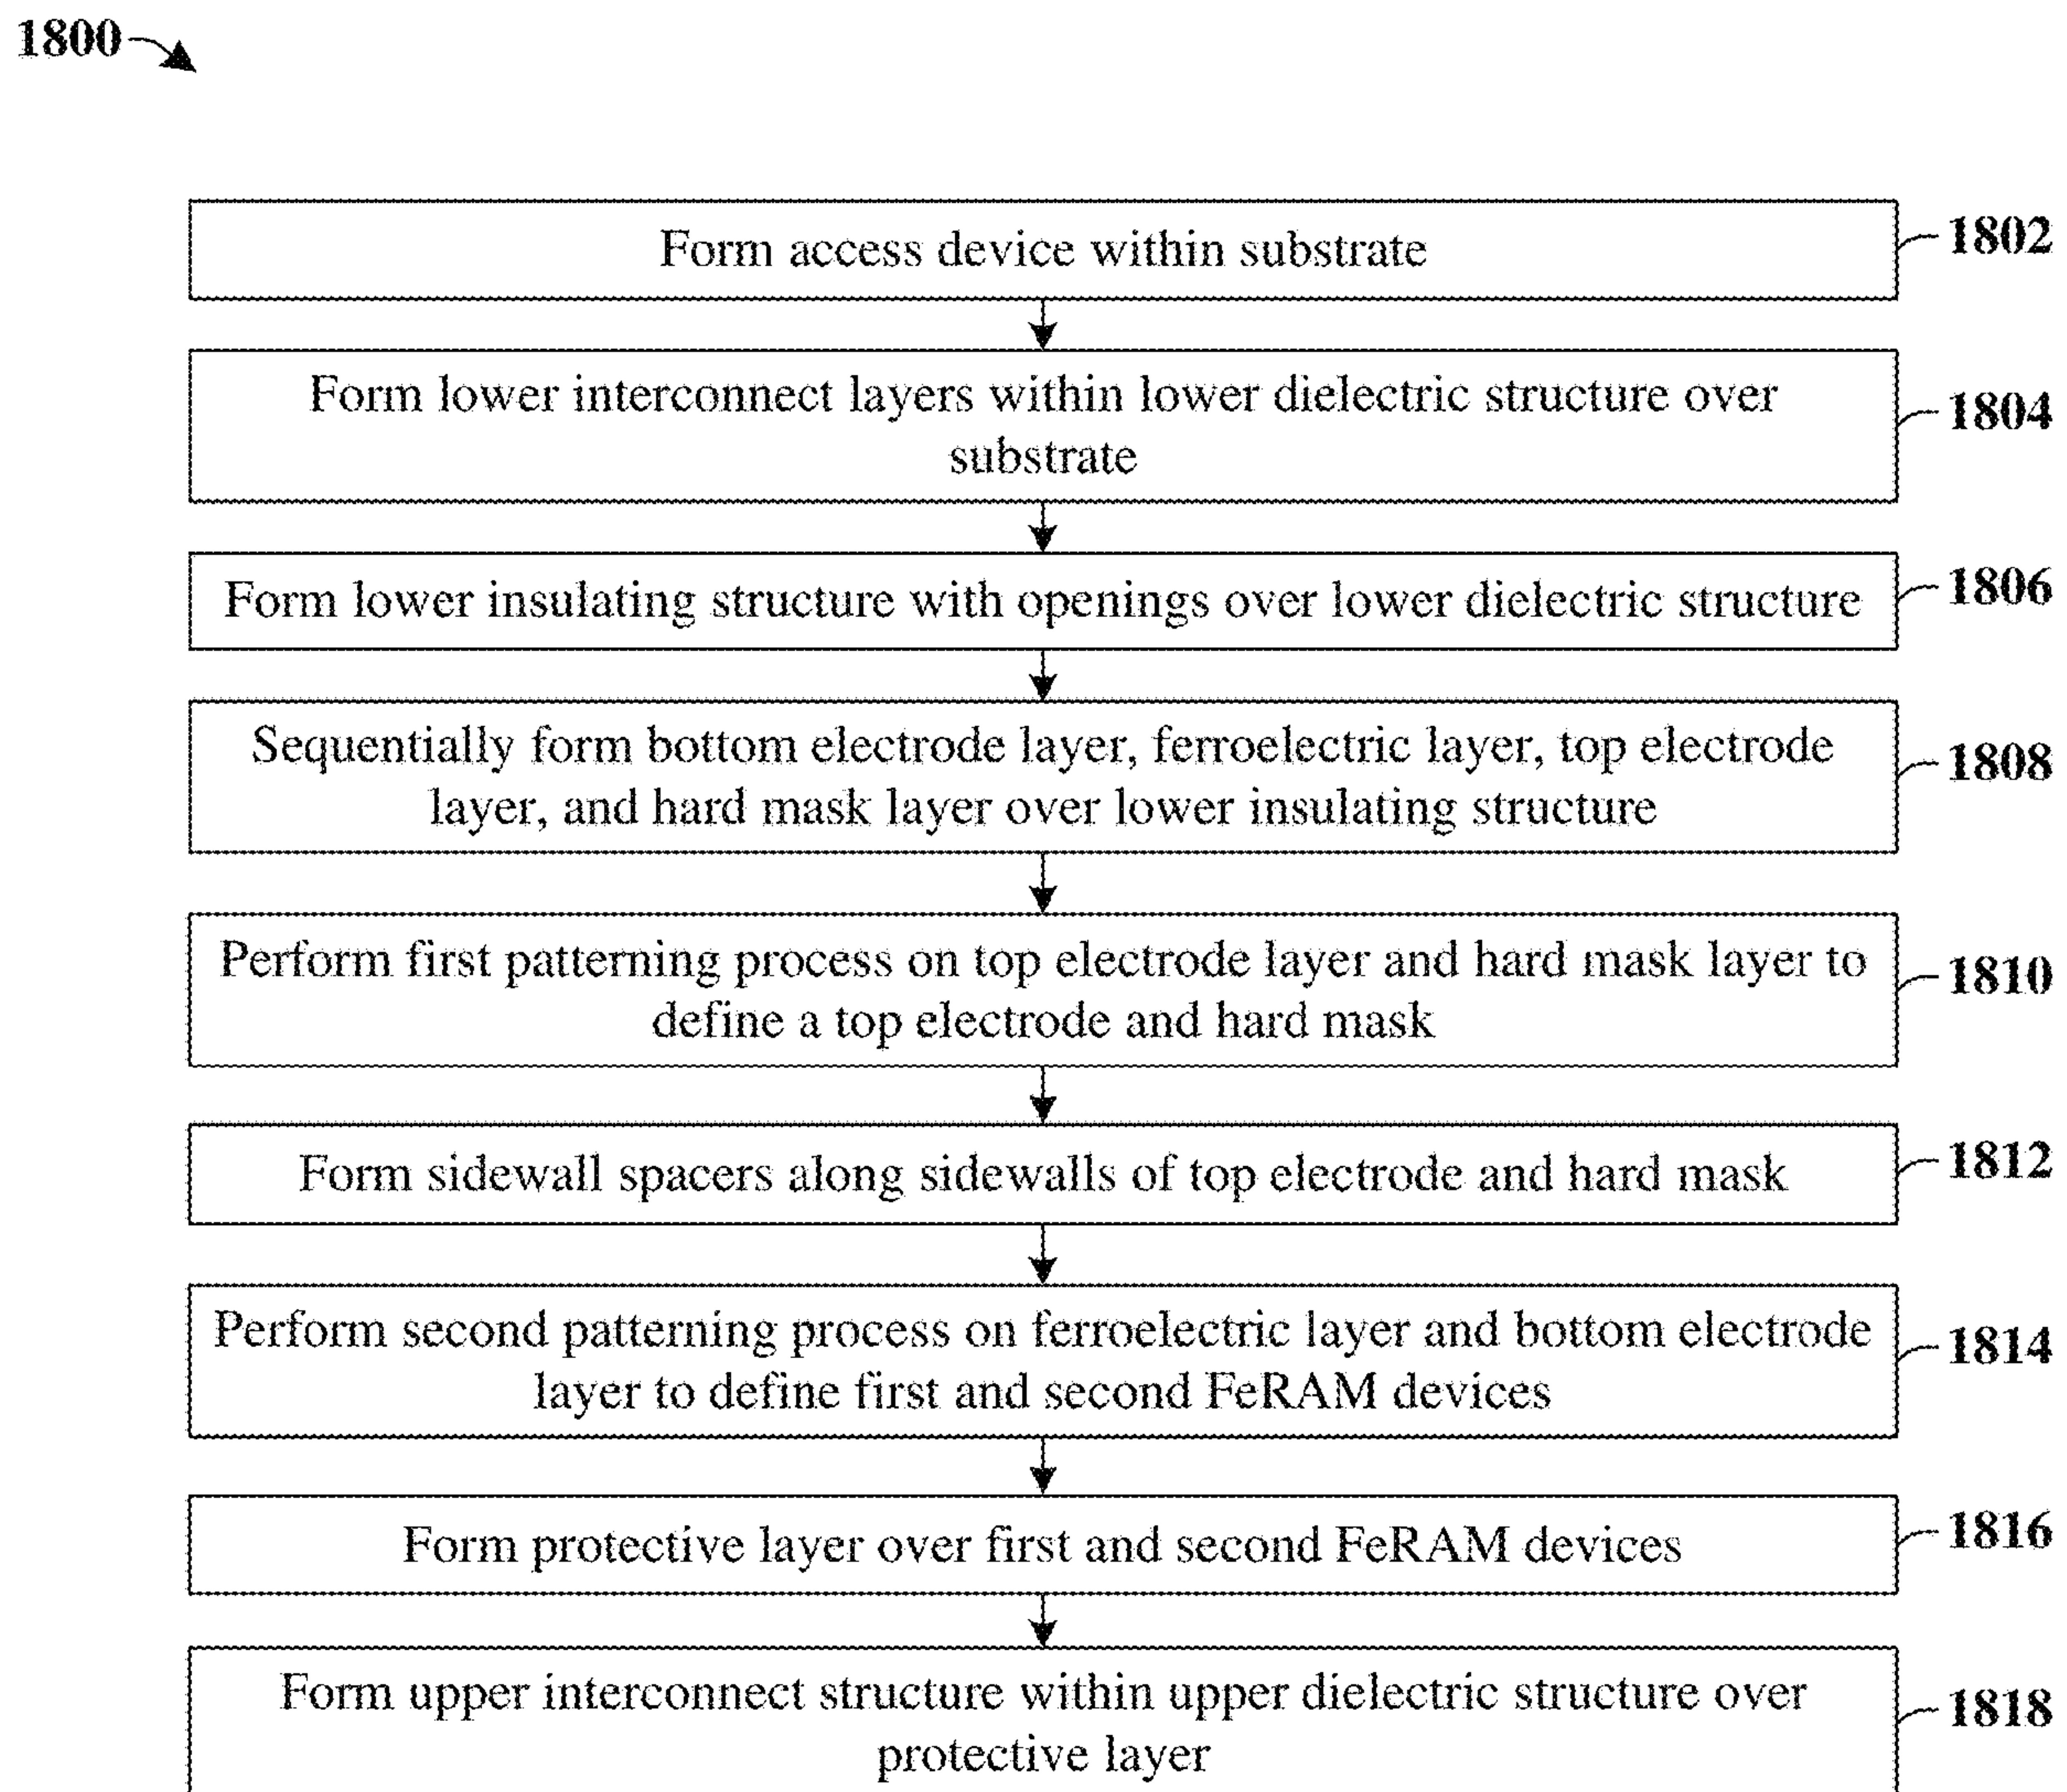 1800
Form access device within substrate
1802
Form lower interconnect layers within lower dielectric structure over
substrate
1804
Form lower insulating structure with openings over lower dielectric structure
1806
Sequentially form bottom electrode layer, ferroelectric layer, top electrode
layer, and hard mask layer over lower insulating structure
1808
Perform first patterning process on top electrode layer and hard mask layer to
define a top electrode and hard mask
1810
Form sidewall spacers along sidewalls of top electrode and hard mask
1812
Perform second patterning process on ferroelectric layer and bottom electrode
layer to define first and second FeRAM devices
1814
Form protective layer over first and second FeRAM devices
1816
Form upper interconnect structure within upper dielectric structure over
protective layer
1818